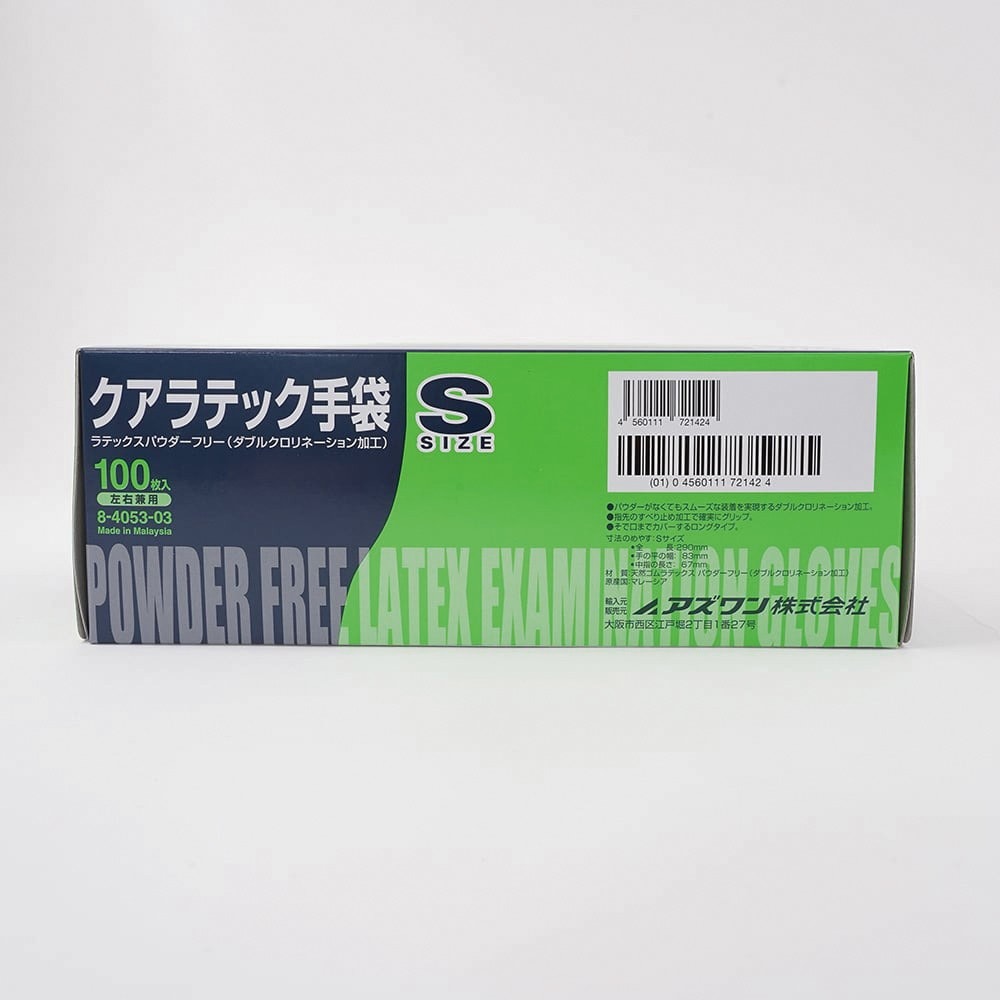 クアラテック手袋
ラテックスパウダーフリー(ダブルクロリネーション加工)
100枚入
左右兼用
8-4053-03
Made in Malaysia
S
SIZE
4 560111 721424
(01) 0 4560111 72142 4
●パウダーがなくてもスムーズな装着を実現するダブルクロリネーション加工。
●指先のすべり止め加工で確実にグリップ。
●そで口までカバーするロングタイプ。
寸法のめやす:Sサイズ
•全 長:290mm
•手の平の幅: 83mm
•中指の長さ: 67mm
材 質:天然ゴムラテックス パウダーフリー(ダブルクロリネーション加工)
原産国:マレーシア
輸入元
販売元
アズワン株式会社
大阪市西区江戸堀2丁目1番27号
POWDER FREE LATEX EXAMINATION GLOVES